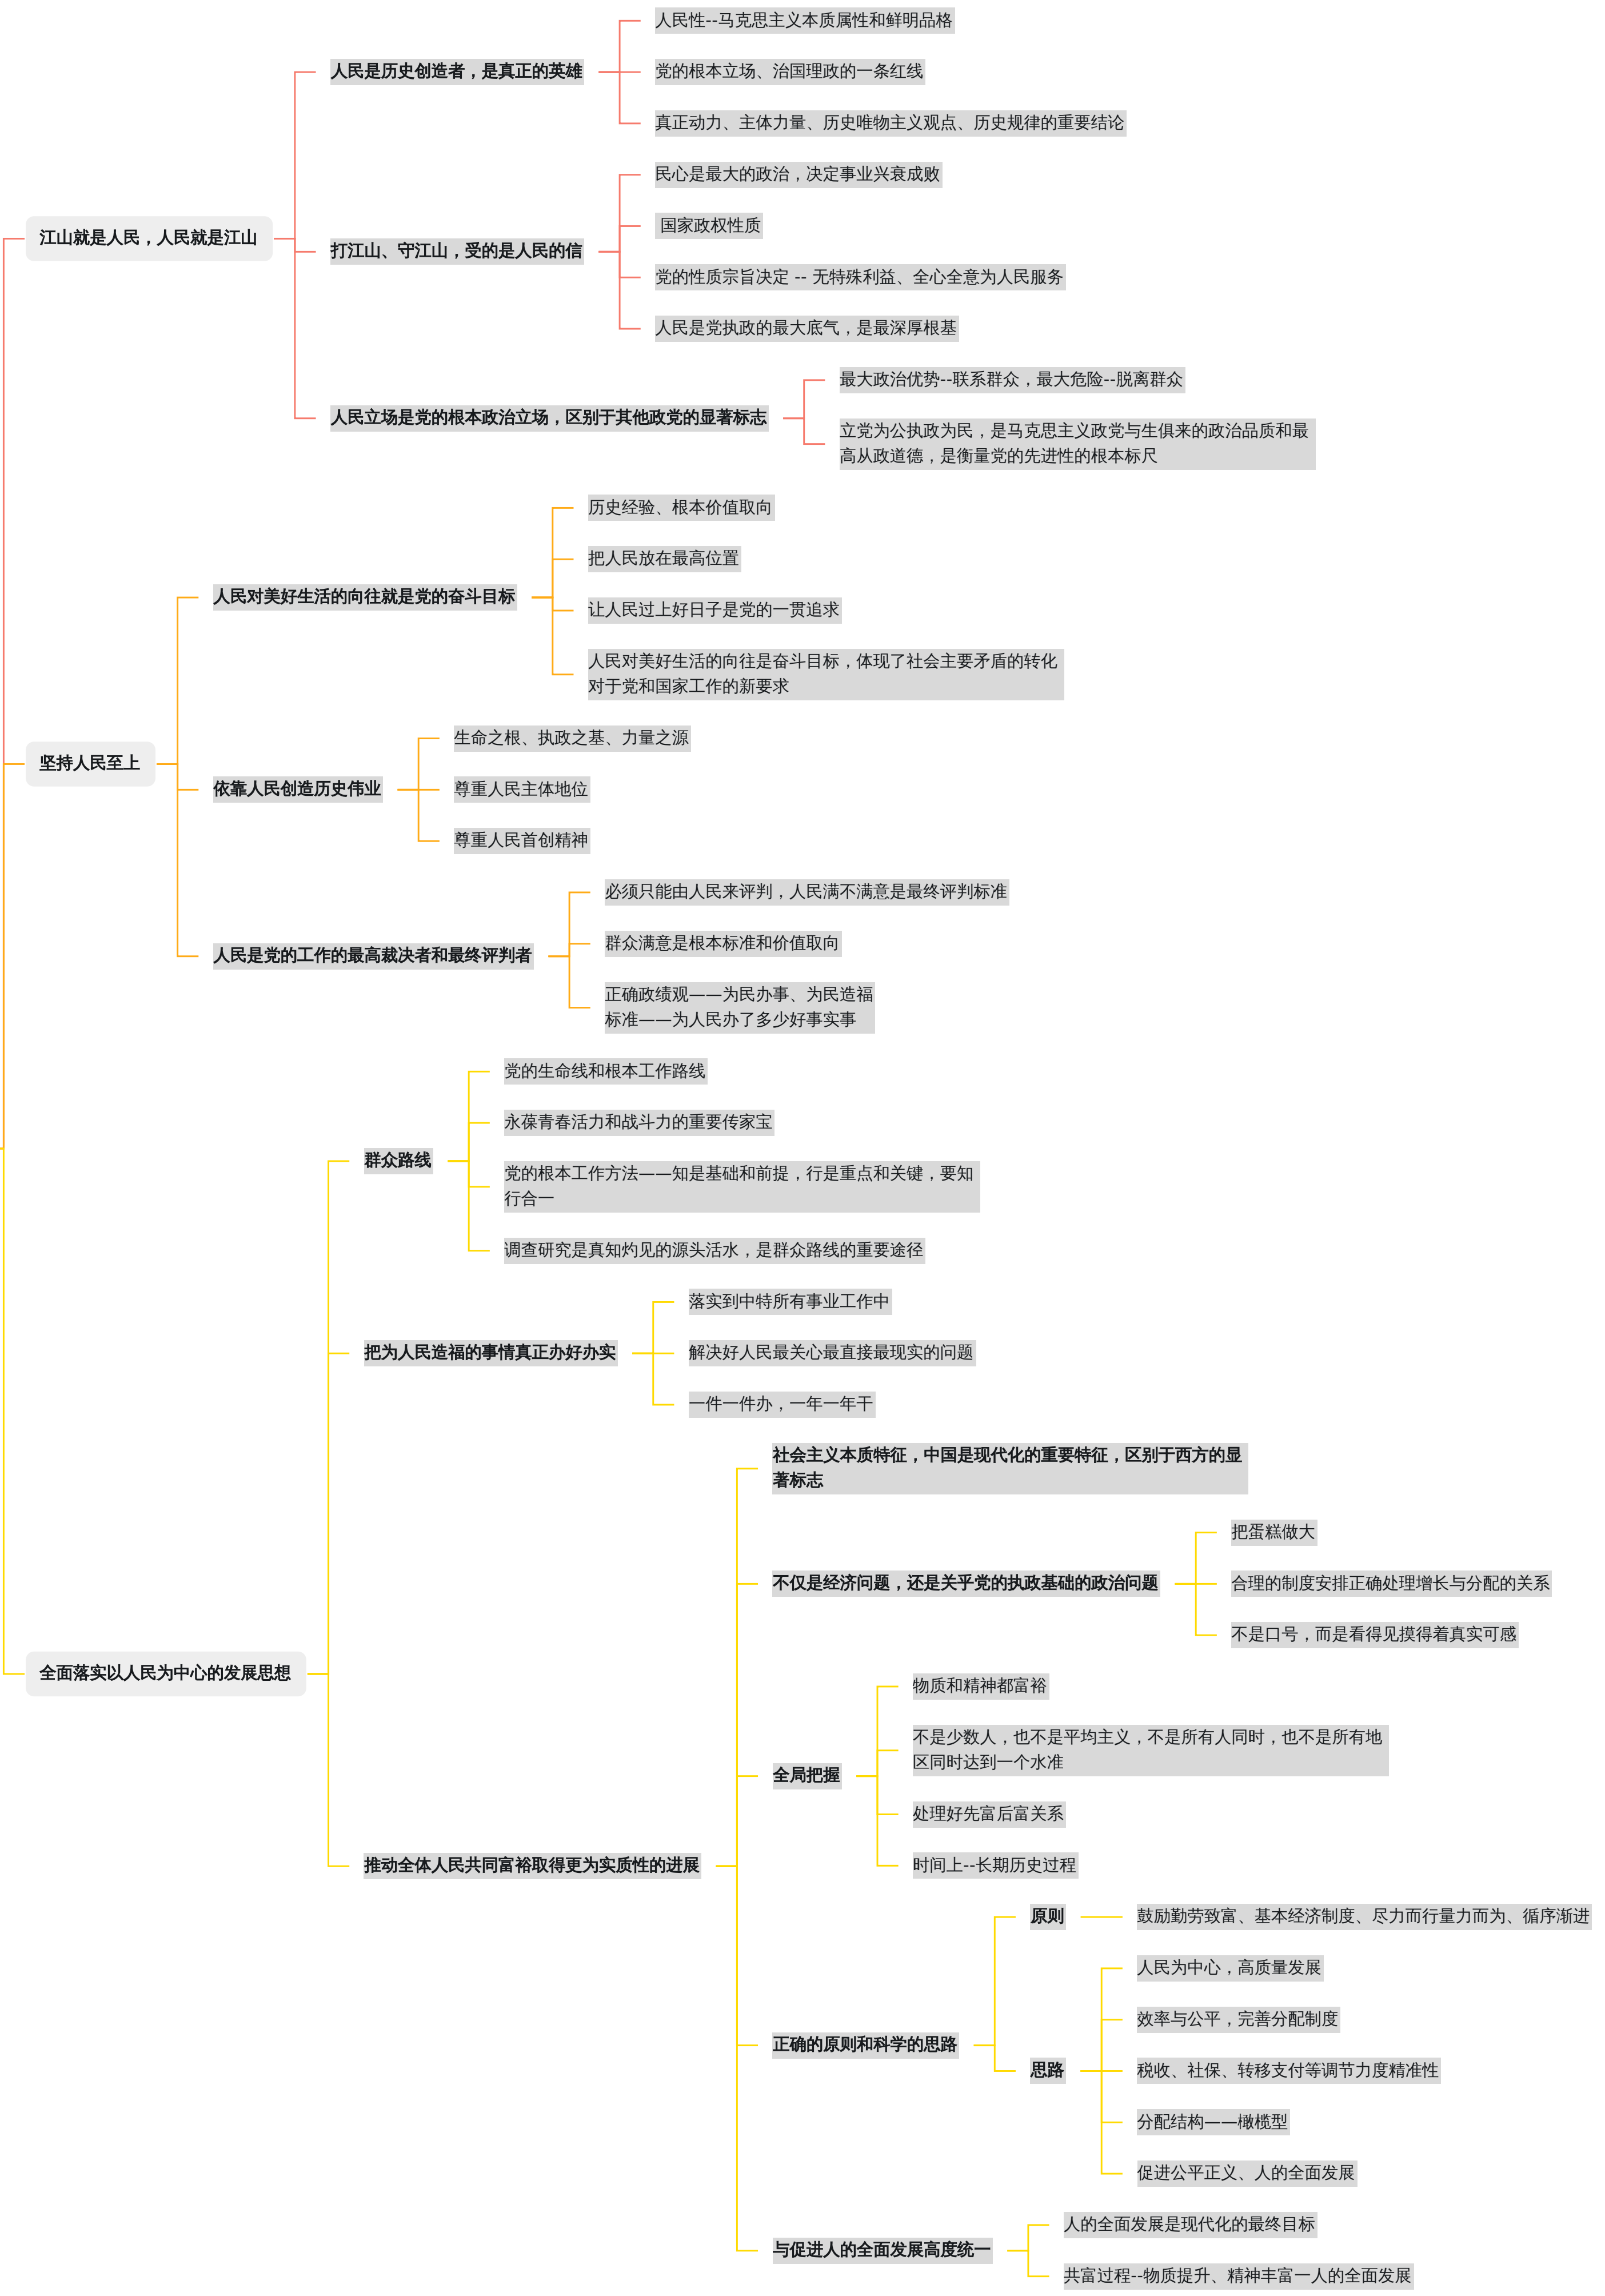 江山就是人民，人民就是江山
人民是历史创造者，是真正的英雄
人民性--马克思主义本质属性和鲜明品格
党的根本立场、治国理政的一条红线
真正动力、主体力量、历史唯物主义观点、历史规律的重要结论
打江山、守江山，受的是人民的信
民心是最大的政治，决定事业兴衰成败
国家政权性质
党的性质宗旨决定 -- 无特殊利益、全心全意为人民服务
人民是党执政的最大底气，是最深厚根基
人民立场是党的根本政治立场，区别于其他政党的显著标志
最大政治优势--联系群众，最大危险--脱离群众
立党为公执政为民，是马克思主义政党与生俱来的政治品质和最
高从政道德，是衡量党的先进性的根本标尺
坚持人民至上
人民对美好生活的向往就是党的奋斗目标
历史经验、根本价值取向
把人民放在最高位置
让人民过上好日子是党的一贯追求
人民对美好生活的向往是奋斗目标，体现了社会主要矛盾的转化
对于党和国家工作的新要求
依靠人民创造历史伟业
生命之根、执政之基、力量之源
尊重人民主体地位
尊重人民首创精神
人民是党的工作的最高裁决者和最终评判者
必须只能由人民来评判，人民满不满意是最终评判标准
群众满意是根本标准和价值取向
正确政绩观——为民办事、为民造福
标准——为人民办了多少好事实事
全面落实以人民为中心的发展思想
群众路线
党的生命线和根本工作路线
永葆青春活力和战斗力的重要传家宝
党的根本工作方法——知是基础和前提，行是重点和关键，要知
行合一
调查研究是真知灼见的源头活水，是群众路线的重要途径
把为人民造福的事情真正办好办实
落实到中特所有事业工作中
解决好人民最关心最直接最现实的问题
一件一件办，一年一年干
推动全体人民共同富裕取得更为实质性的进展
社会主义本质特征，中国是现代化的重要特征，区别于西方的显
著标志
不仅是经济问题，还是关乎党的执政基础的政治问题
把蛋糕做大
合理的制度安排正确处理增长与分配的关系
不是口号，而是看得见摸得着真实可感
全局把握
物质和精神都富裕
不是少数人，也不是平均主义，不是所有人同时，也不是所有地
区同时达到一个水准
处理好先富后富关系
时间上--长期历史过程
正确的原则和科学的思路
原则
鼓励勤劳致富、基本经济制度、尽力而行量力而为、循序渐进
思路
人民为中心，高质量发展
效率与公平，完善分配制度
税收、社保、转移支付等调节力度精准性
分配结构——橄榄型
促进公平正义、人的全面发展
与促进人的全面发展高度统一
人的全面发展是现代化的最终目标
共富过程--物质提升、精神丰富一人的全面发展